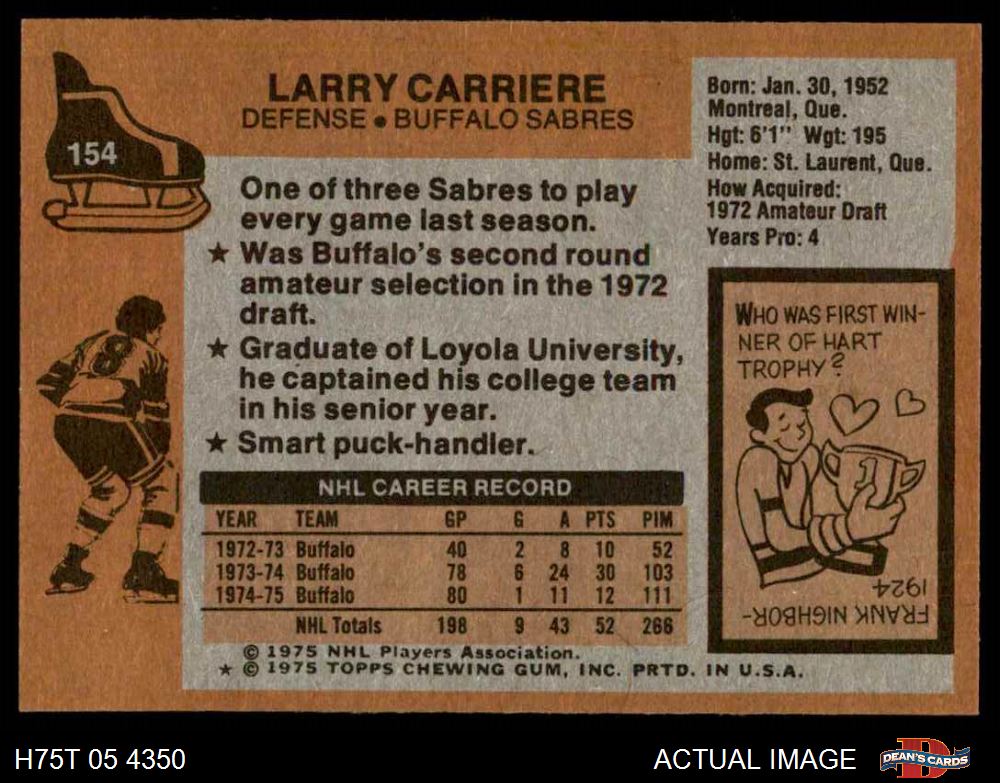 154
LARRY CARRIERE
DEFENSE • BUFFALO SABRES
One of three Sabres to play
every game last season.
★ Was Buffalo's second round
amateur selection in the 1972
draft.
★ Graduate of Loyola University,
he captained his college team
in his senior year.
★ Smart puck-handler.
Born: Jan. 30, 1952
Montreal, Que.
Hgt: 6'1" Wgt: 195
Home: St. Laurent, Que.
How Acquired:
1972 Amateur Draft
Years Pro: 4
8
WHO WAS FIRST WIN-
NER OF HART
TROPHY?
1
FRANK NIGHBOR-
1924
NHL CAREER RECORD
YEAR TEAM GP G A PTS PIM
1972-73 Buffalo 40 2 8 10 52
1973-74 Buffalo 78 6 24 30 103
1974-75 Buffalo 80 1 11 12 111
NHL Totals 198 9 43 52 266
© 1975 NHL Players Association.
★ © 1975 TOPPS CHEWING GUM, INC. PRTD. IN U.S.A.
H75T 05 4350
ACTUAL IMAGE
D
DEAN'S CARDS